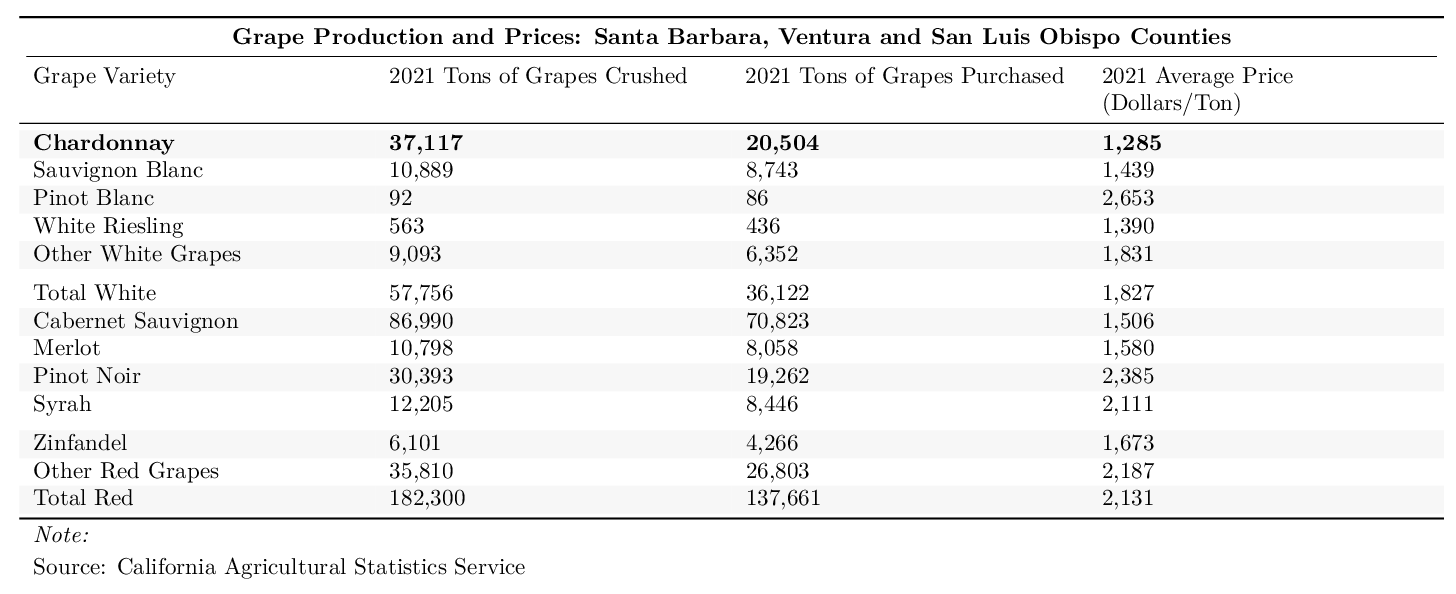 Grape Production and Prices: Santa Barbara, Ventura and San Luis Obispo Counties
Grape Variety 2021 Tons of Grapes Crushed 2021 Tons of Grapes Purchased 2021 Average Price
(Dollars/Ton)
Chardonnay 37,117 20,504 1,285
Sauvignon Blanc 10,889 8,743 1,439
Pinot Blanc 92 86 2,653
White Riesling 563 436 1,390
Other White Grapes 9,093 6,352 1,831
Total White 57,756 36,122 1,827
Cabernet Sauvignon 86,990 70,823 1,506
Merlot 10,798 8,058 1,580
Pinot Noir 30,393 19,262 2,385
Syrah 12,205 8,446 2,111
Zinfandel 6,101 4,266 1,673
Other Red Grapes 35,810 26,803 2,187
Total Red 182,300 137,661 2,131
Note:
Source: California Agricultural Statistics Service